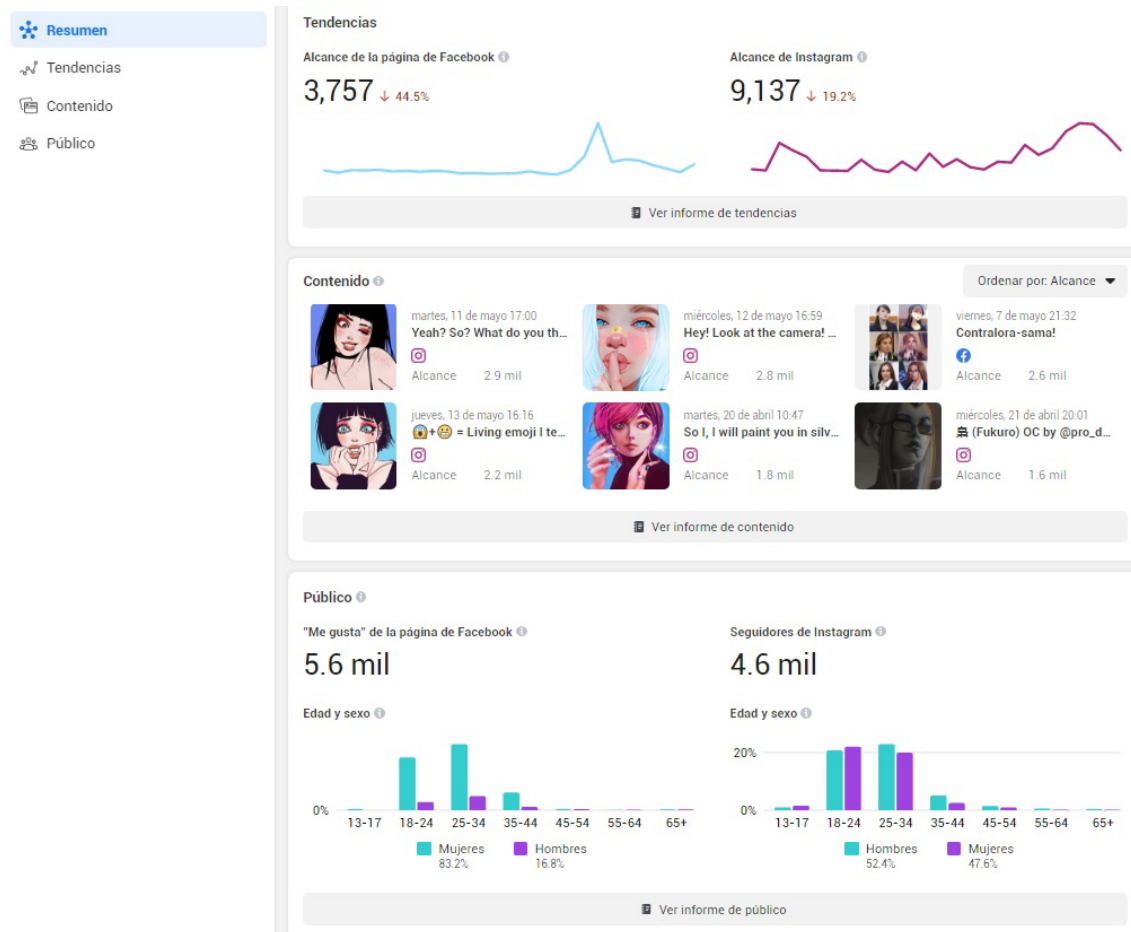 Resumen
Tendencias
Contenido
Público
Tendencias
Alcance de la página de Facebook
3,757 ↓ 44.5%
Alcance de Instagram
9,137 ↓ 19.2%
Ver informe de tendencias
Contenido
Ordenar por: Alcance
martes, 11 de mayo 17:00
Yeah? So? What do you th...
Alcance 2.9 mil
miércoles, 12 de mayo 16:59
Hey! Look at the camera! ...
Alcance 2.8 mil
viernes, 7 de mayo 21:32
Contralora-sama!
Alcance 2.6 mil
jueves, 13 de mayo 16:16
😱+😬 = Living emoji I te...
Alcance 2.2 mil
martes, 20 de abril 10:47
So I, I will paint you in silv...
Alcance 1.8 mil
miércoles, 21 de abril 20:01
梟 (Fukuro) OC by @pro_d...
Alcance 1.6 mil
Ver informe de contenido
Público
"Me gusta" de la página de Facebook
5.6 mil
Edad y sexo
0%
13-17 18-24 25-34 35-44 45-54 55-64 65+
Mujeres Hombres
83.2% 16.8%
Seguidores de Instagram
4.6 mil
Edad y sexo
20%
0%
13-17 18-24 25-34 35-44 45-54 55-64 65+
Hombres Mujeres
52.4% 47.6%
Ver informe de público